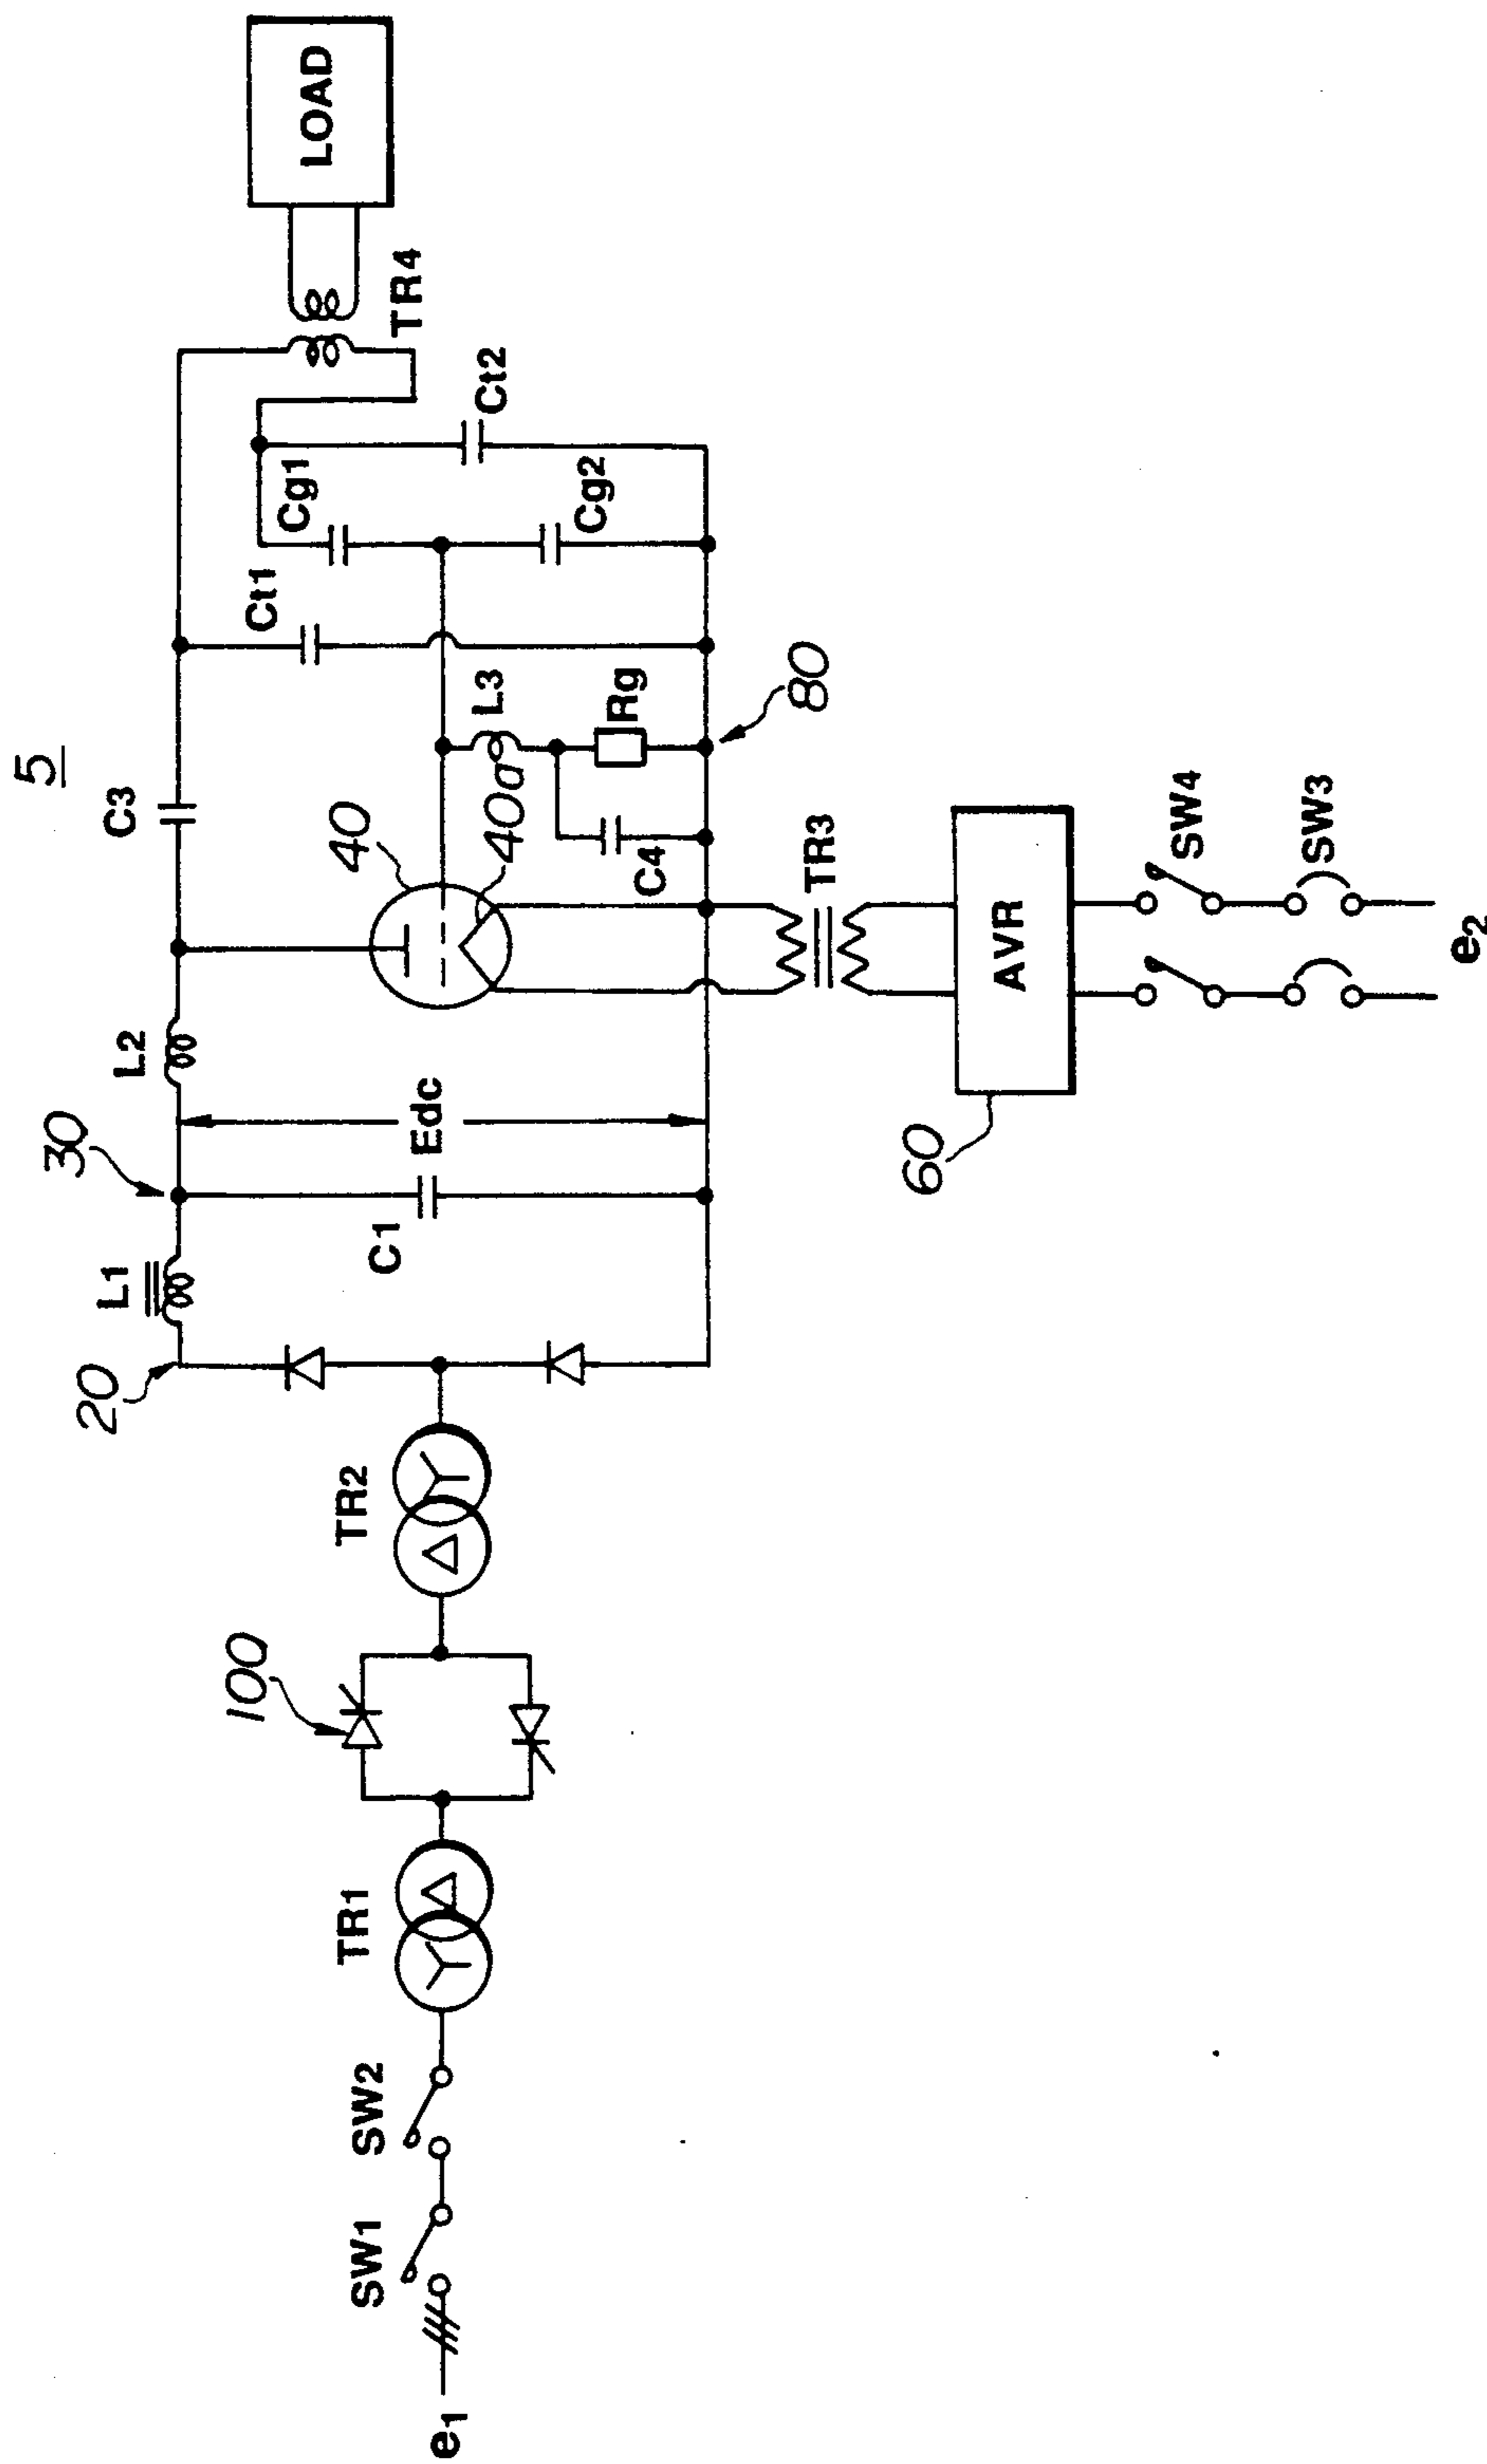 5
LOAD
TR4
Ct2
Cg1
Cg2
Ct1
C3
L3
Rg
80
40
40a
C4
TR3
AVR
60
SW4
SW3
e2
L2
Edc
30
C1
L1
20
TR2
100
TR1
SW2
SW1
e1